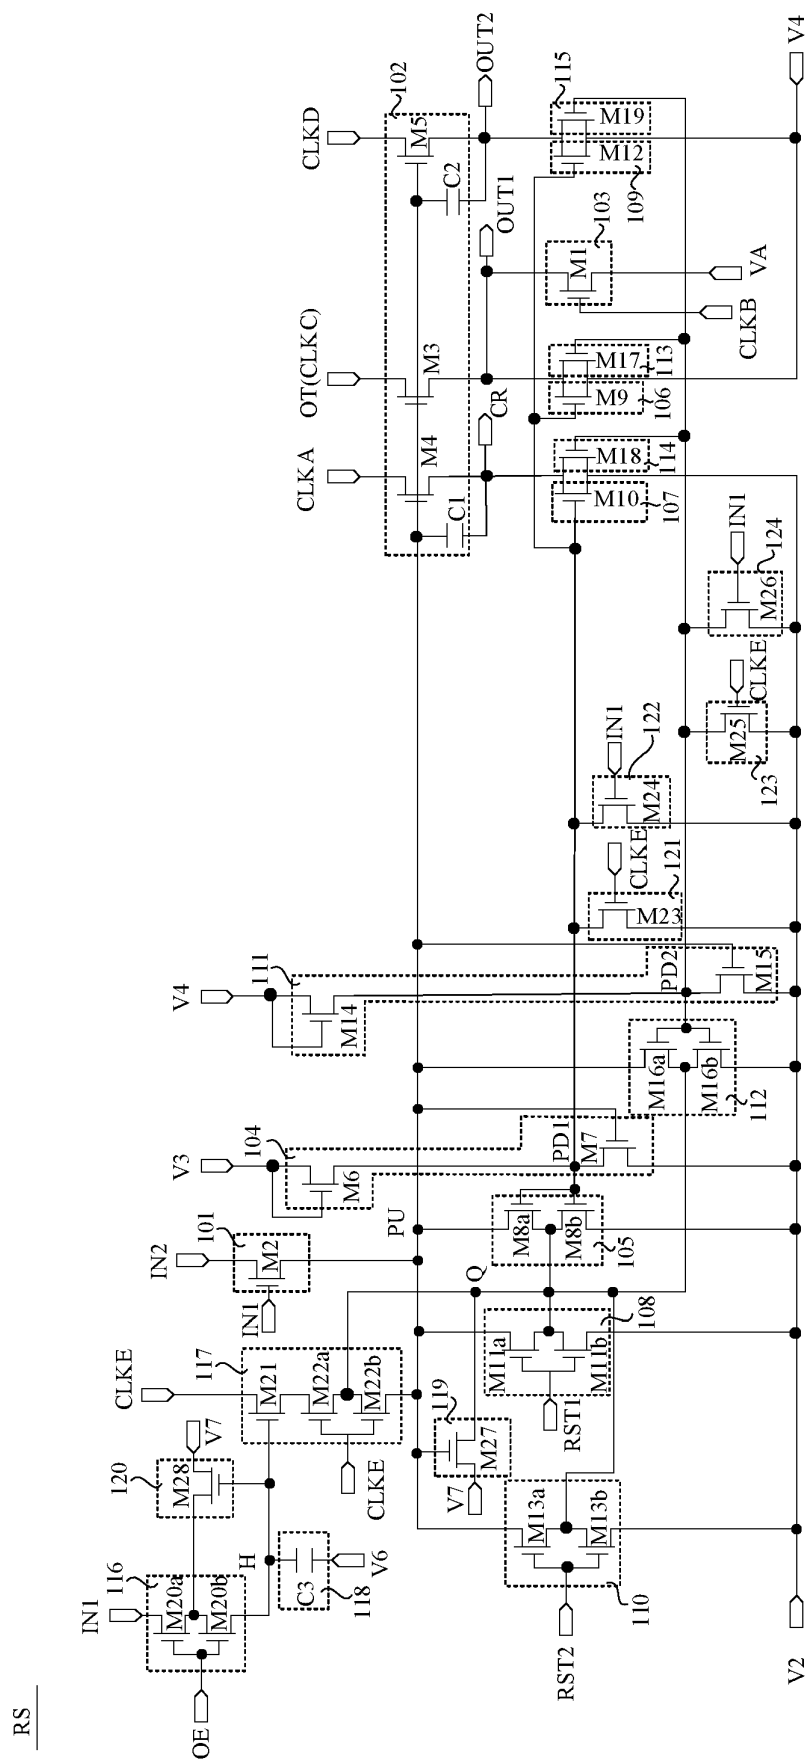 RS
IN1
116
M20a
M20b
OE
120
M28
V7
H
C3
118
V6
CLKE
117
M21
M22a
M22b
CLKE
IN2
101
M2
IN1
V3
104
M6
V4
111
M14
CLKA
OT(CLKC)
CLKD
102
M4
M3
M5
C1
C2
PU
Q
119
M27
V7
CR
OUT1
OUT2
RST2
M13a
M13b
110
RST1
M11a
M11b
108
M8a
M8b
105
PD1
M7
M16a
M16b
112
PD2
M15
CLKE
M23
121
IN1
M24
122
CLKE
M25
123
IN1
M26
124
M10
107
M18
114
M9
106
M17
113
M1
103
CLKB
VA
M12
109
M19
115
V2
V4